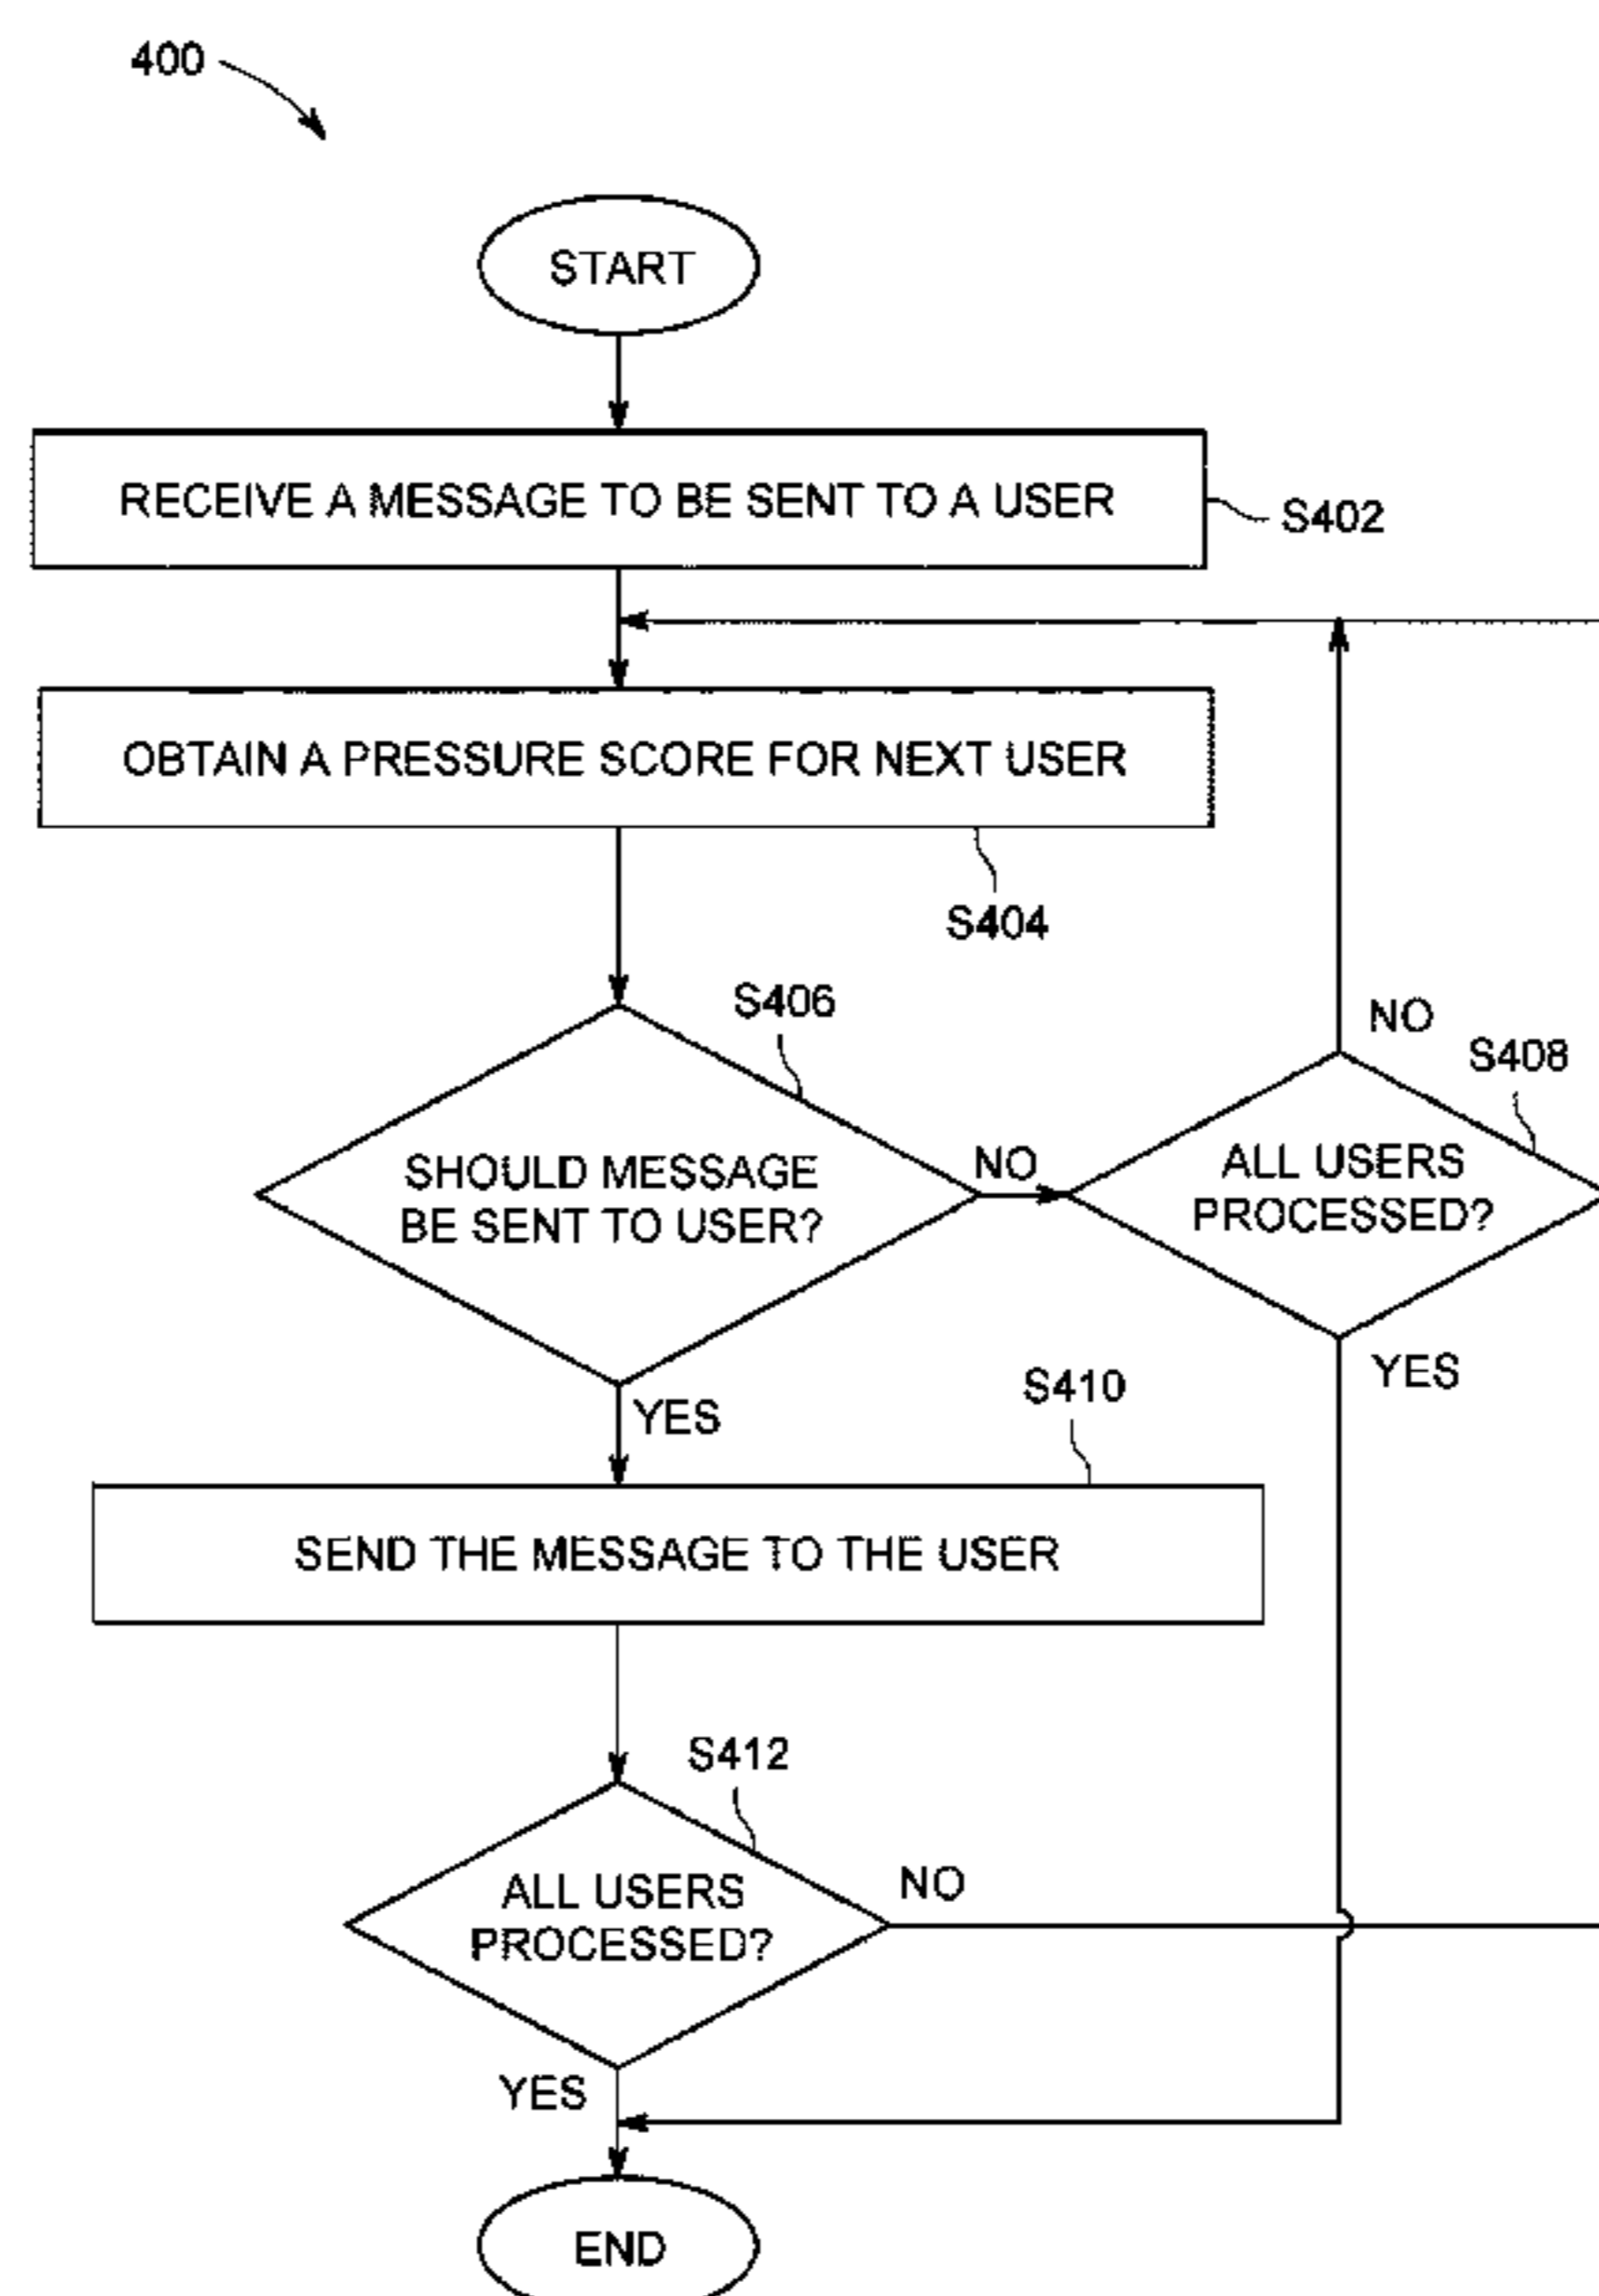 400
START
RECEIVE A MESSAGE TO BE SENT TO A USER
S402
OBTAIN A PRESSURE SCORE FOR NEXT USER
S404
S406
NO
S408
SHOULD MESSAGE
BE SENT TO USER?
NO
ALL USERS
PROCESSED?
YES
S410
YES
SEND THE MESSAGE TO THE USER
S412
ALL USERS
PROCESSED?
NO
YES
END